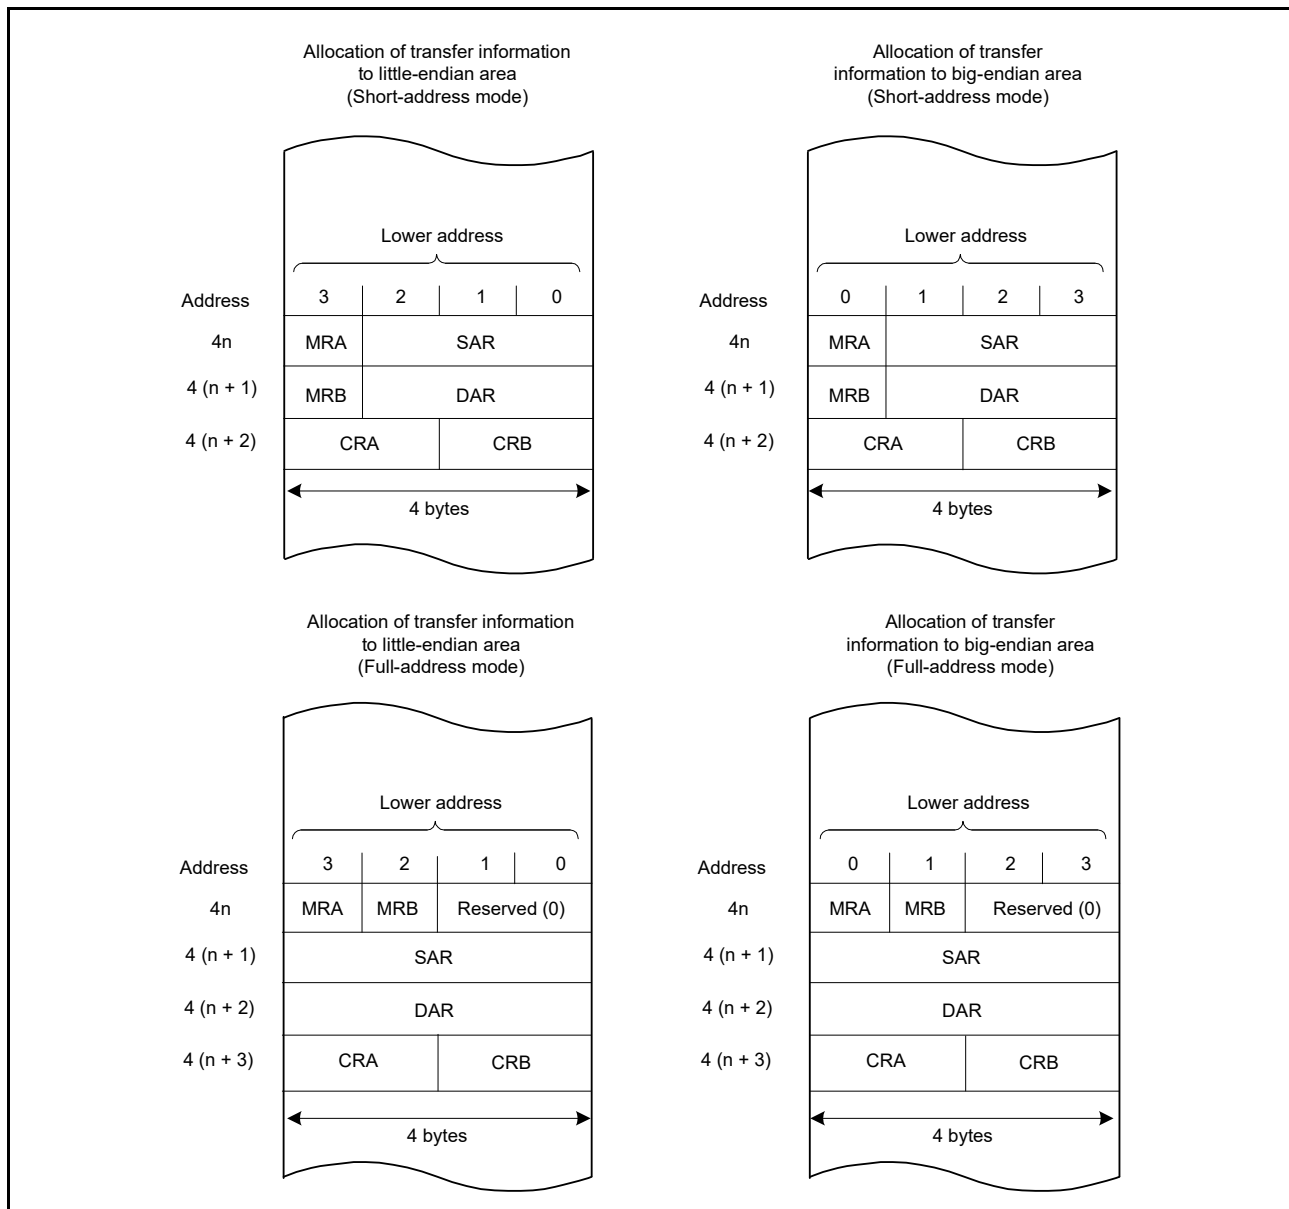 Allocation of transfer information
to little-endian area
(Short-address mode)
Lower address
Address 3 2 1 0
4n MRA SAR
4 (n + 1) MRB DAR
4 (n + 2) CRA CRB
4 bytes
Allocation of transfer
information to big-endian area
(Short-address mode)
Lower address
Address 0 1 2 3
4n MRA SAR
4 (n + 1) MRB DAR
4 (n + 2) CRA CRB
4 bytes
Allocation of transfer information
to little-endian area
(Full-address mode)
Lower address
Address 3 2 1 0
4n MRA MRB Reserved (0)
4 (n + 1) SAR
4 (n + 2) DAR
4 (n + 3) CRA CRB
4 bytes
Allocation of transfer
information to big-endian area
(Full-address mode)
Lower address
Address 0 1 2 3
4n MRA MRB Reserved (0)
4 (n + 1) SAR
4 (n + 2) DAR
4 (n + 3) CRA CRB
4 bytes